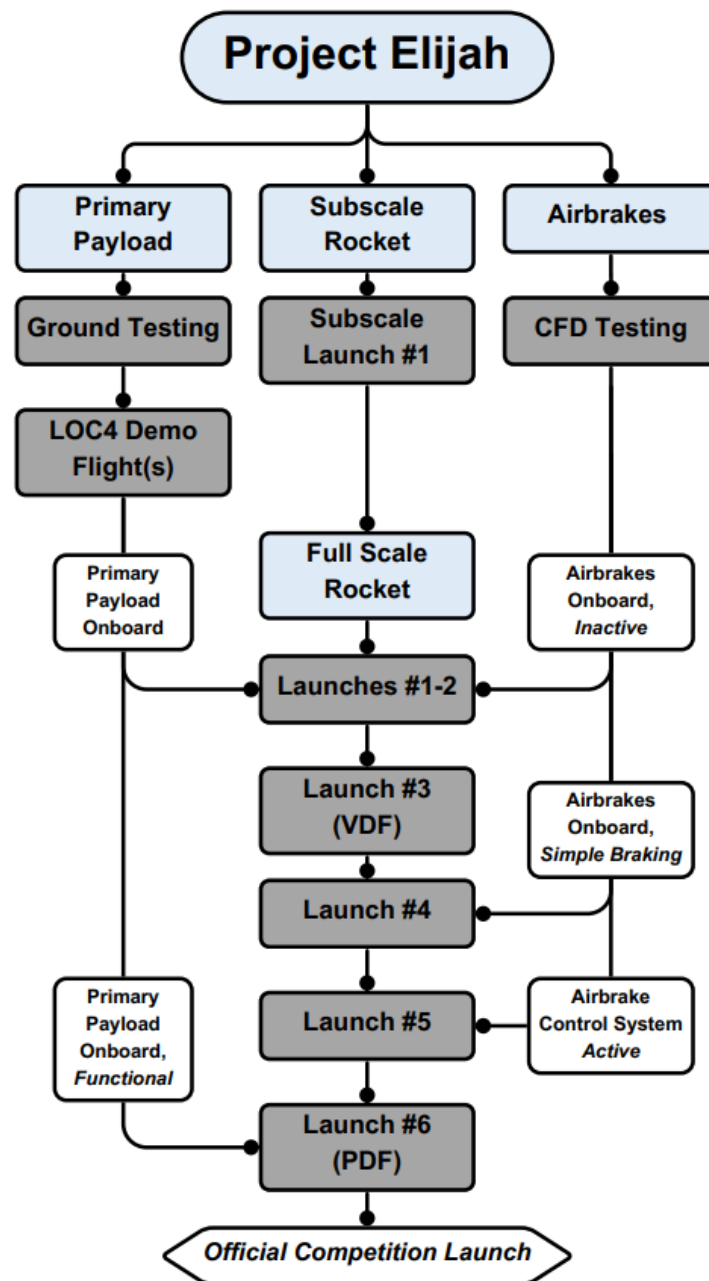 Project Elijah
Primary
Payload
Subscale
Rocket
Airbrakes
Ground Testing
Subscale
Launch #1
CFD Testing
LOC4 Demo
Flight(s)
Primary
Payload
Onboard
Full Scale
Rocket
Airbrakes
Onboard,
Inactive
Launches #1-2
Launch #3
(VDF)
Airbrakes
Onboard,
Simple Braking
Launch #4
Primary
Payload
Onboard,
Functional
Launch #5
Airbrake
Control System
Active
Launch #6
(PDF)
Official Competition Launch